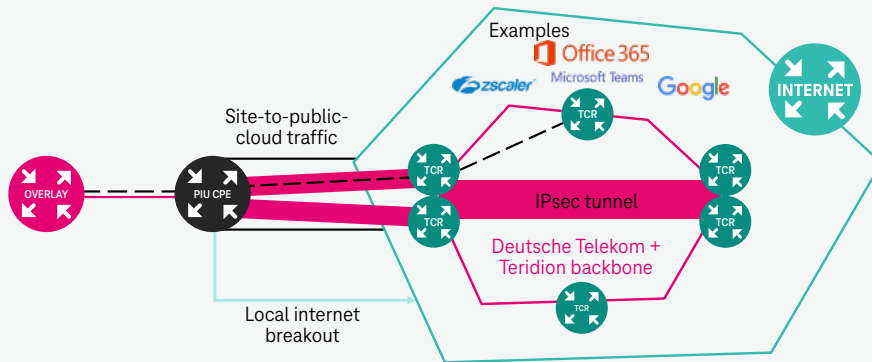 Examples
Office 365
zscaler
Microsoft Teams
Google
INTERNET
Site-to-public-
cloud traffic
TCR
TCR
TCR
OVERLAY
PIU CPE
IPsec tunnel
TCR
TCR
Deutsche Telekom +
Teridion backbone
TCR
Local internet
breakout